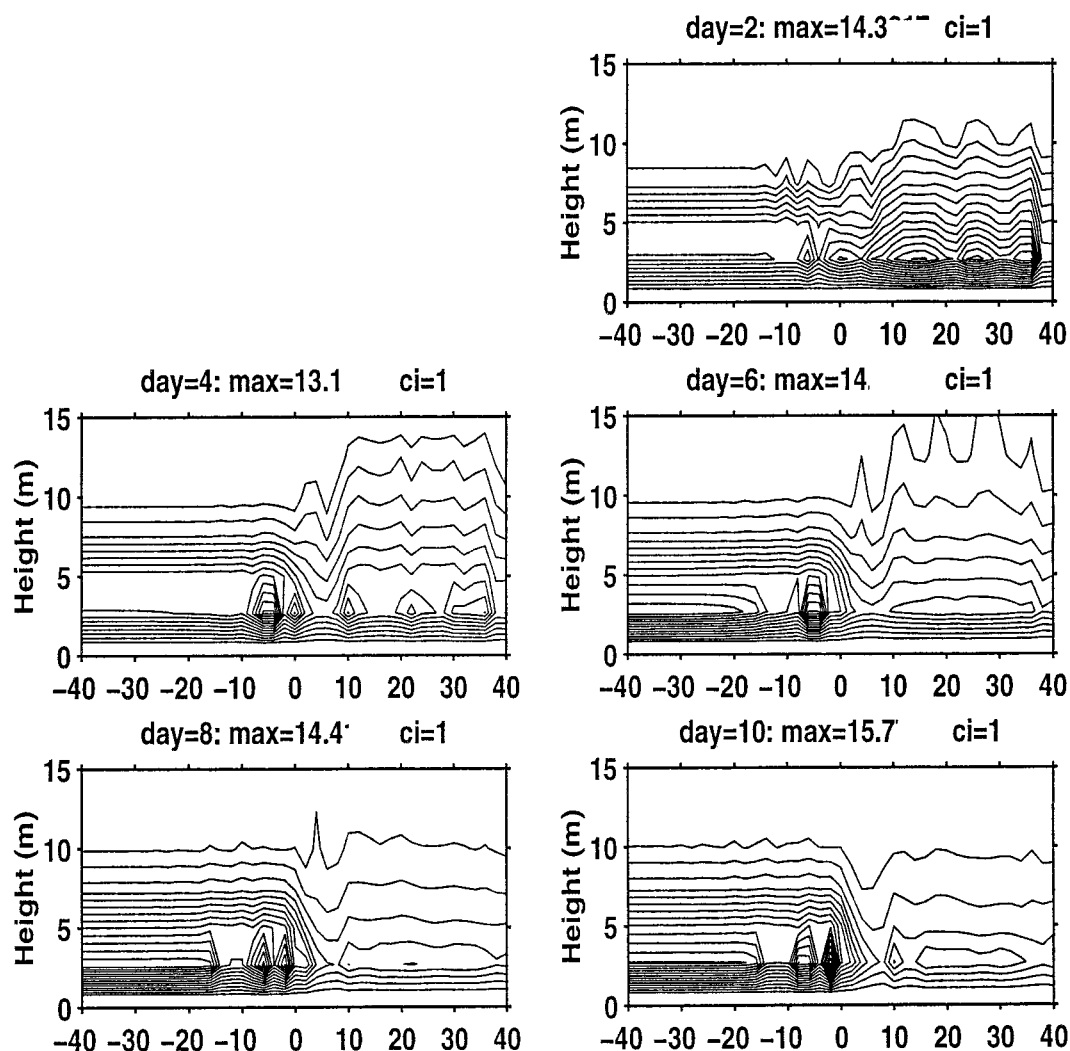 day=2: max=14.3 ci=1
Height (m)
15
10
5
0
−40 −30 −20 −10 0 10 20 30 40
day=4: max=13.1 ci=1
Height (m)
15
10
5
0
−40 −30 −20 −10 0 10 20 30 40
day=6: max=14. ci=1
Height (m)
15
10
5
0
−40 −30 −20 −10 0 10 20 30 40
day=8: max=14.4 ci=1
Height (m)
15
10
5
0
−40 −30 −20 −10 0 10 20 30 40
day=10: max=15.7 ci=1
Height (m)
15
10
5
0
−40 −30 −20 −10 0 10 20 30 40